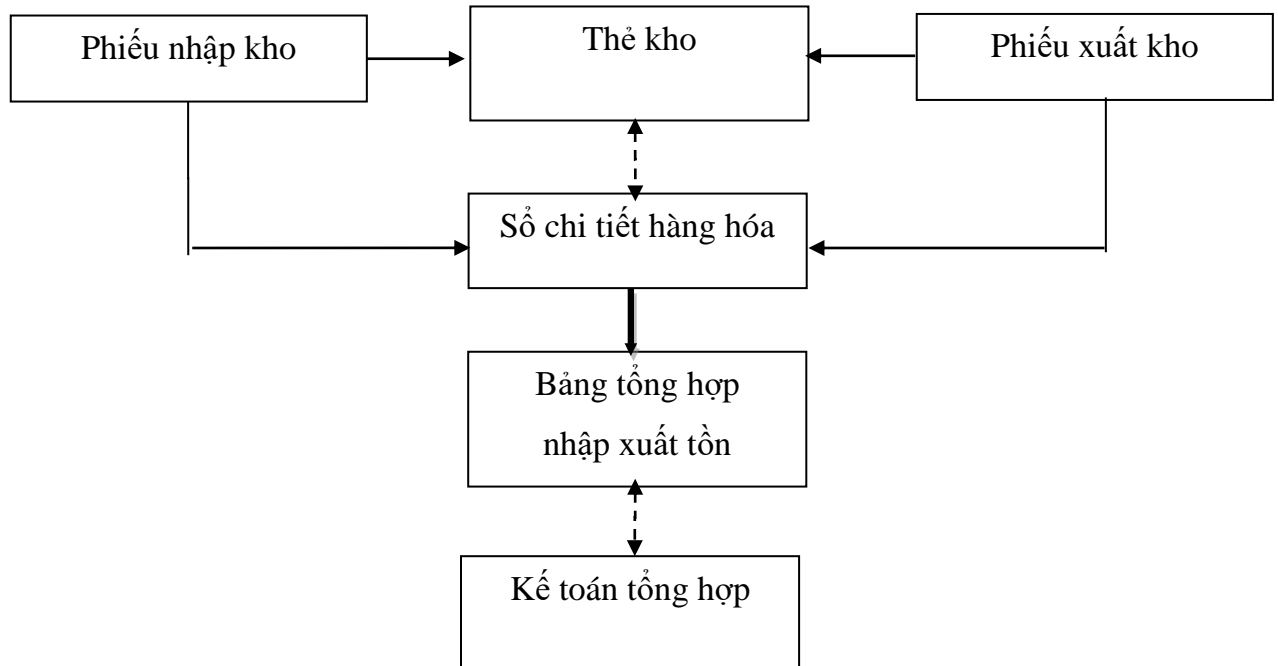 Phiếu nhập kho
Thẻ kho
Phiếu xuất kho
Sổ chi tiết hàng hóa
Bảng tổng hợp
nhập xuất tồn
Kế toán tổng hợp